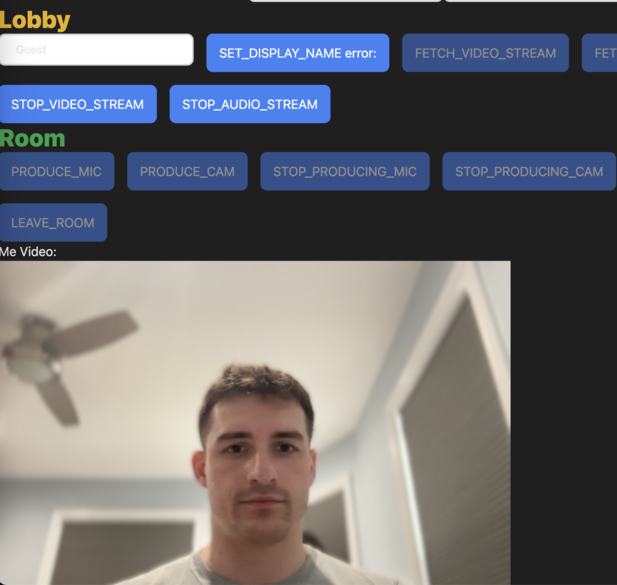 Lobby
Guest SET_DISPLAY_NAME error: FETCH_VIDEO_STREAM FET
STOP_VIDEO_STREAM STOP_AUDIO_STREAM
Room
PRODUCE_MIC PRODUCE_CAM STOP_PRODUCING_MIC STOP_PRODUCING_CAM
LEAVE_ROOM
Me Video: